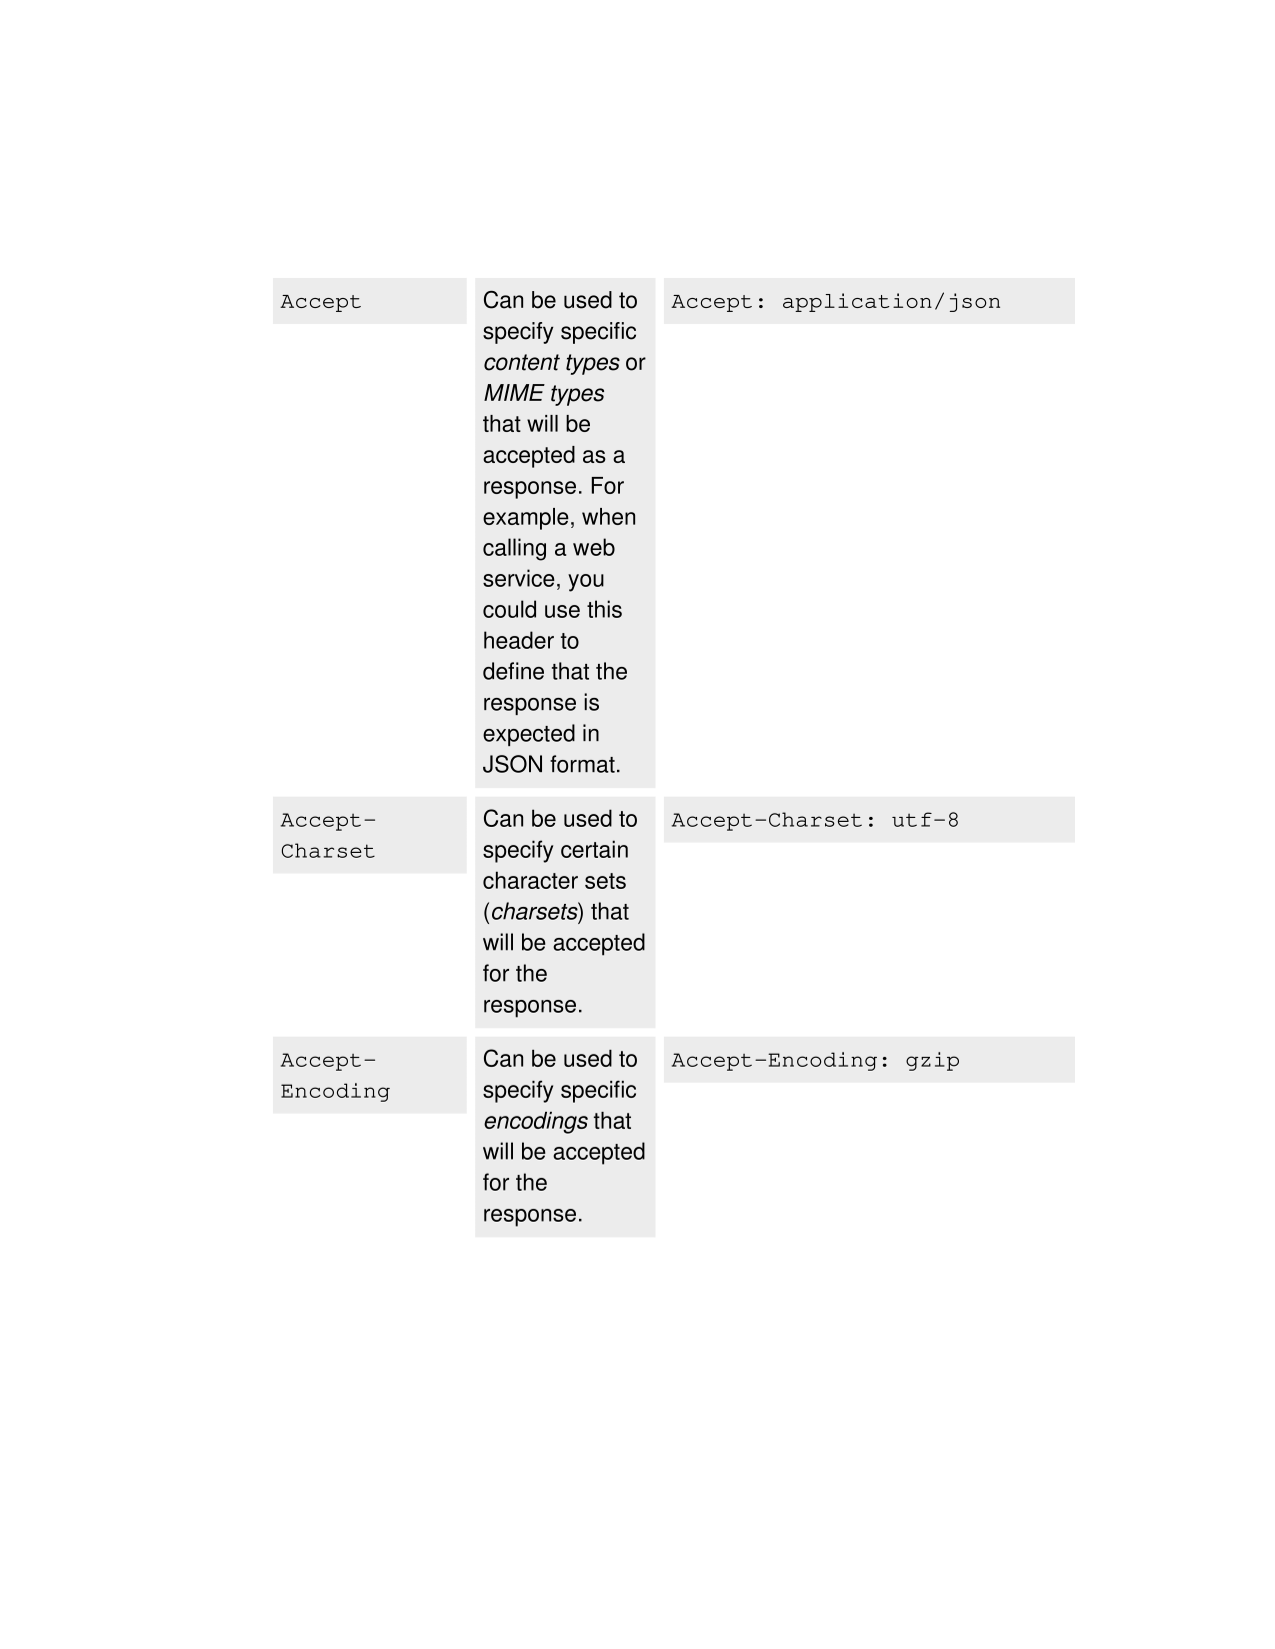 Accept
Can be used to
specify specific
content types or
MIME types
that will be
accepted as a
response. For
example, when
calling a web
service, you
could use this
header to
define that the
response is
expected in
JSON format.
Accept: application/json
Accept-
Charset
Can be used to
specify certain
character sets
(charsets) that
will be accepted
for the
response.
Accept-Charset: utf-8
Accept-
Encoding
Can be used to
specify specific
encodings that
will be accepted
for the
response.
Accept-Encoding: gzip